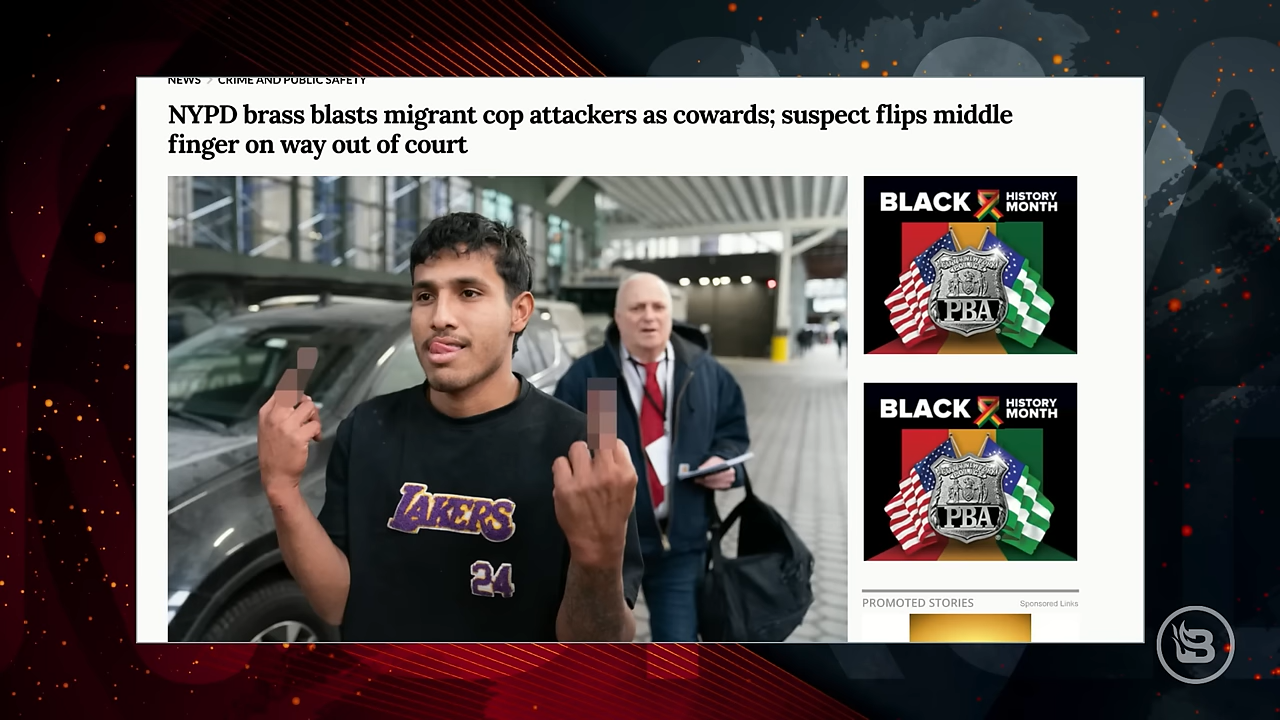 NEWS > CRIME AND PUBLIC SAFETY
NYPD brass blasts migrant cop attackers as cowards; suspect flips middle
finger on way out of court
LAKERS
24
BLACK HISTORY
MONTH
PBA
BLACK HISTORY
MONTH
PBA
PROMOTED STORIES Sponsored Links
B